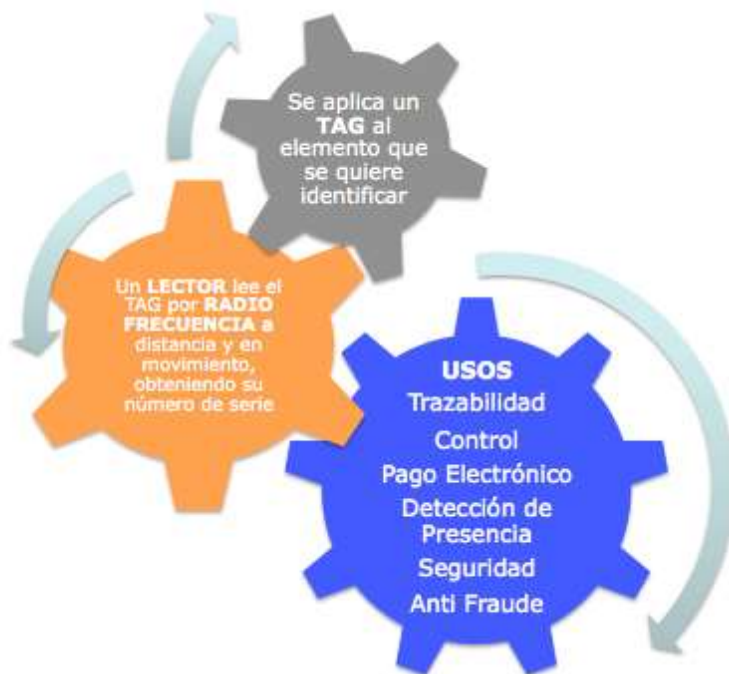 Se aplica un
TAG al
elemento que
se quiere
identificar
Un LECTOR lee el
TAG por RADIO
FRECUENCIA a
distancia y en
movimiento,
obteniendo su
número de serie
USOS
Trazabilidad
Control
Pago Electrónico
Detección de
Presencia
Seguridad
Anti Fraude